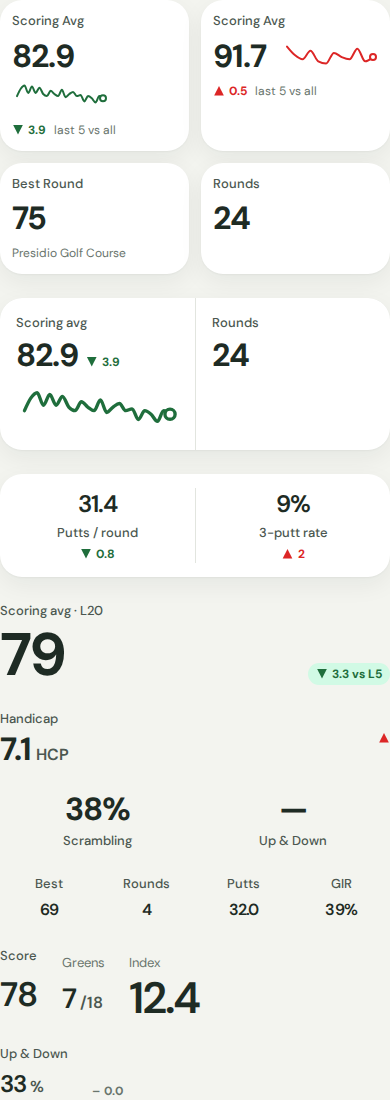 Scoring Avg
82.9
▼ 3.9 last 5 vs all
Scoring Avg
91.7
▲ 0.5 last 5 vs all
Best Round
75
Presidio Golf Course
Rounds
24
Scoring avg
82.9 ▼ 3.9
Rounds
24
31.4
Putts / round
▼ 0.8
9%
3-putt rate
▲ 2
Scoring avg · L20
79
▼ 3.3 vs L5
Handicap
7.1 HCP
▲
38%
Scrambling
—
Up & Down
Best
69
Rounds
4
Putts
32.0
GIR
39%
Score
78
Greens
7 /18
Index
12.4
Up & Down
33 %
– 0.0